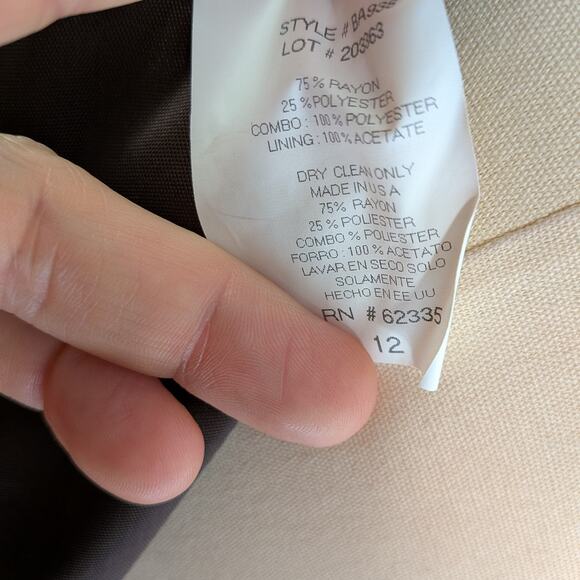 STYLE #
LOT # 203363
75% RAYON
25% POLYESTER
COMBO : 100% POLYESTER
LINING : 100% ACETATE
DRY CLEAN ONLY
MADE IN USA
75% RAYON
25% POLIESTER
COMBO % POLIESTER
FORRO : 100% ACETATO
LAVAR EN SECO SOLO
SOLAMENTE
HECHO EN EE UU
RN # 62335
12